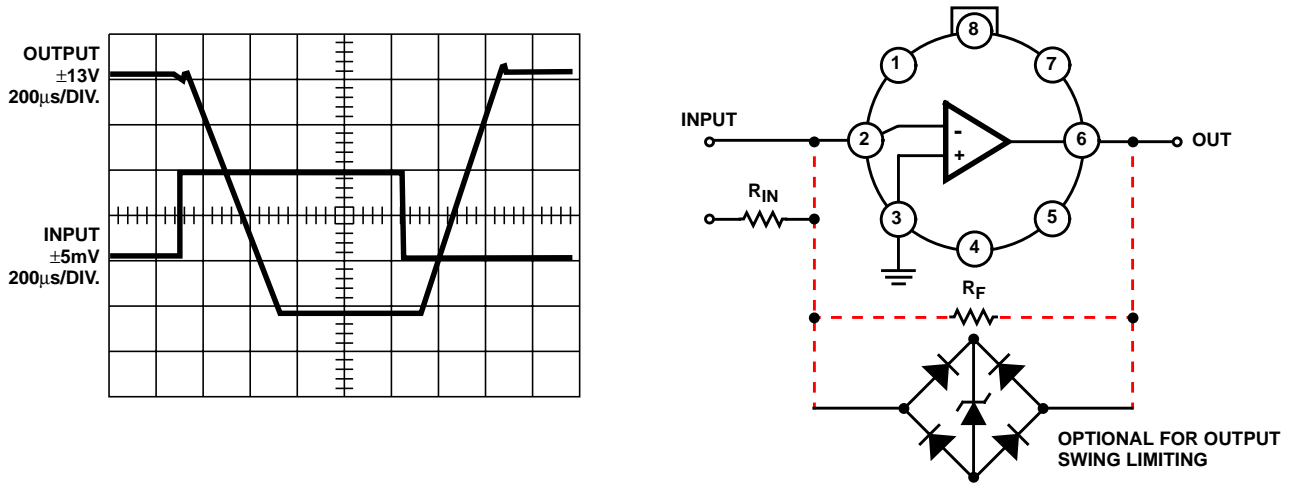 OUTPUT
±13V
200µs/DIV.
INPUT
±5mV
200µs/DIV.
8
1
7
INPUT
2
-
+
6
OUT
RIN
3
5
4
RF
OPTIONAL FOR OUTPUT
SWING LIMITING